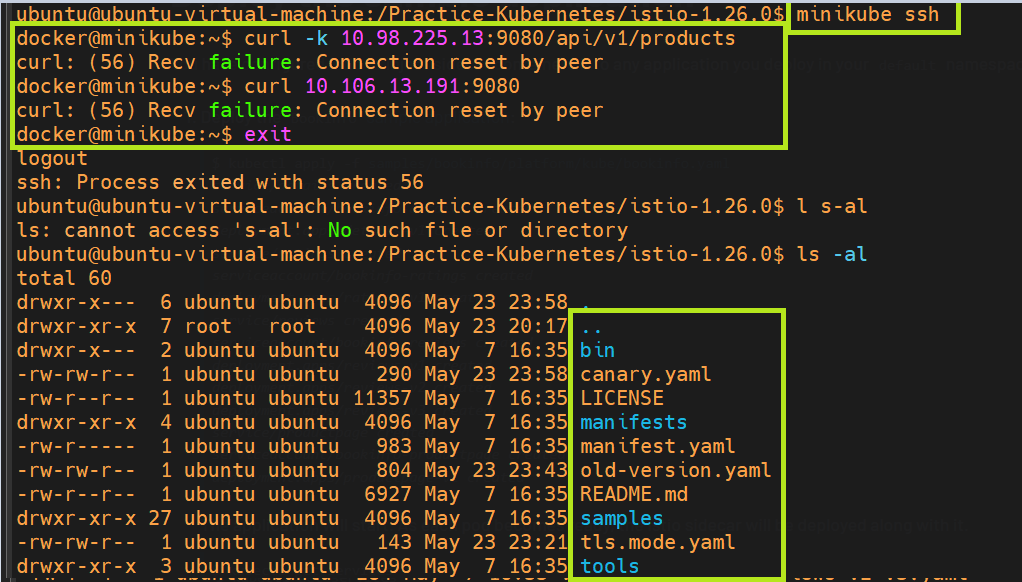 ubuntu@ubuntu-virtual-machine:/Practice-Kubernetes/istio-1.26.0$ minikube ssh
docker@minikube:~$ curl -k 10.98.225.13:9080/api/v1/products
curl: (56) Recv failure: Connection reset by peer
docker@minikube:~$ curl 10.106.13.191:9080
curl: (56) Recv failure: Connection reset by peer
docker@minikube:~$ exit
logout
ssh: Process exited with status 56
ubuntu@ubuntu-virtual-machine:/Practice-Kubernetes/istio-1.26.0$ l s-al
ls: cannot access 's-al': No such file or directory
ubuntu@ubuntu-virtual-machine:/Practice-Kubernetes/istio-1.26.0$ ls -al
total 60
drwxr-x---  6 ubuntu ubuntu  4096 May 23 23:58 .
drwxr-xr-x  7 root   root    4096 May 23 20:17 ..
drwxr-x---  2 ubuntu ubuntu  4096 May  7 16:35 bin
-rw-rw-r--  1 ubuntu ubuntu   290 May 23 23:58 canary.yaml
-rw-r--r--  1 ubuntu ubuntu 11357 May  7 16:35 LICENSE
drwxr-xr-x  4 ubuntu ubuntu  4096 May  7 16:35 manifests
-rw-r-----  1 ubuntu ubuntu   983 May  7 16:35 manifest.yaml
-rw-rw-r--  1 ubuntu ubuntu   804 May 23 23:43 old-version.yaml
-rw-r--r--  1 ubuntu ubuntu  6927 May  7 16:35 README.md
drwxr-xr-x 27 ubuntu ubuntu  4096 May  7 16:35 samples
-rw-rw-r--  1 ubuntu ubuntu   143 May 23 23:21 tls.mode.yaml
drwxr-xr-x  3 ubuntu ubuntu  4096 May  7 16:35 tools